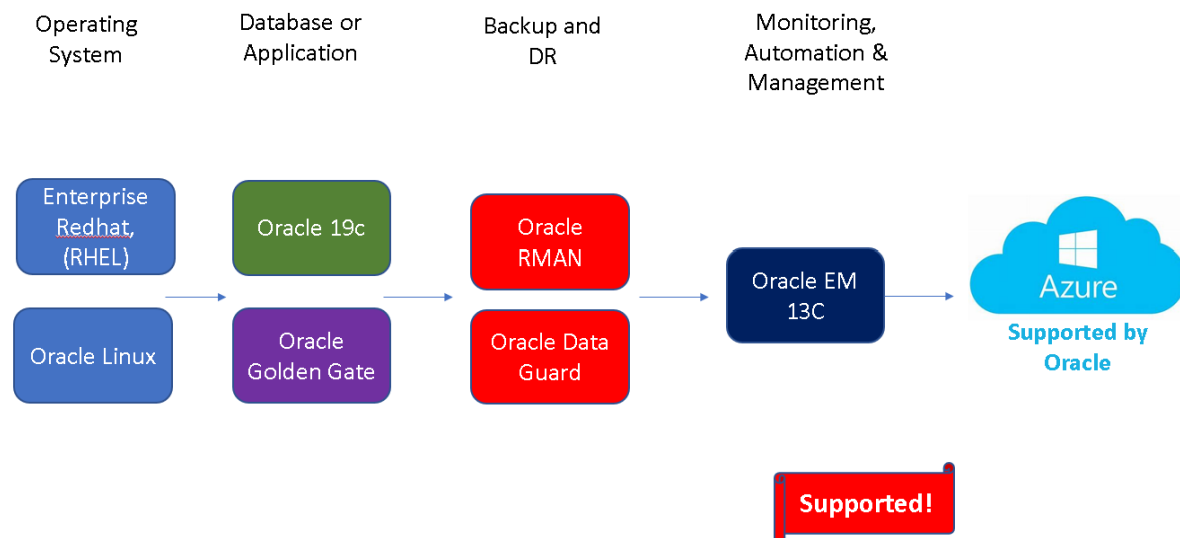 Operating
System
Database or
Application
Backup and
DR
Monitoring,
Automation &
Management
Enterprise
Redhat,
(RHEL)
Oracle 19c
Oracle
RMAN
Oracle EM
13C
Azure
Supported by
Oracle
Oracle Linux
Oracle
Golden Gate
Oracle Data
Guard
Supported!